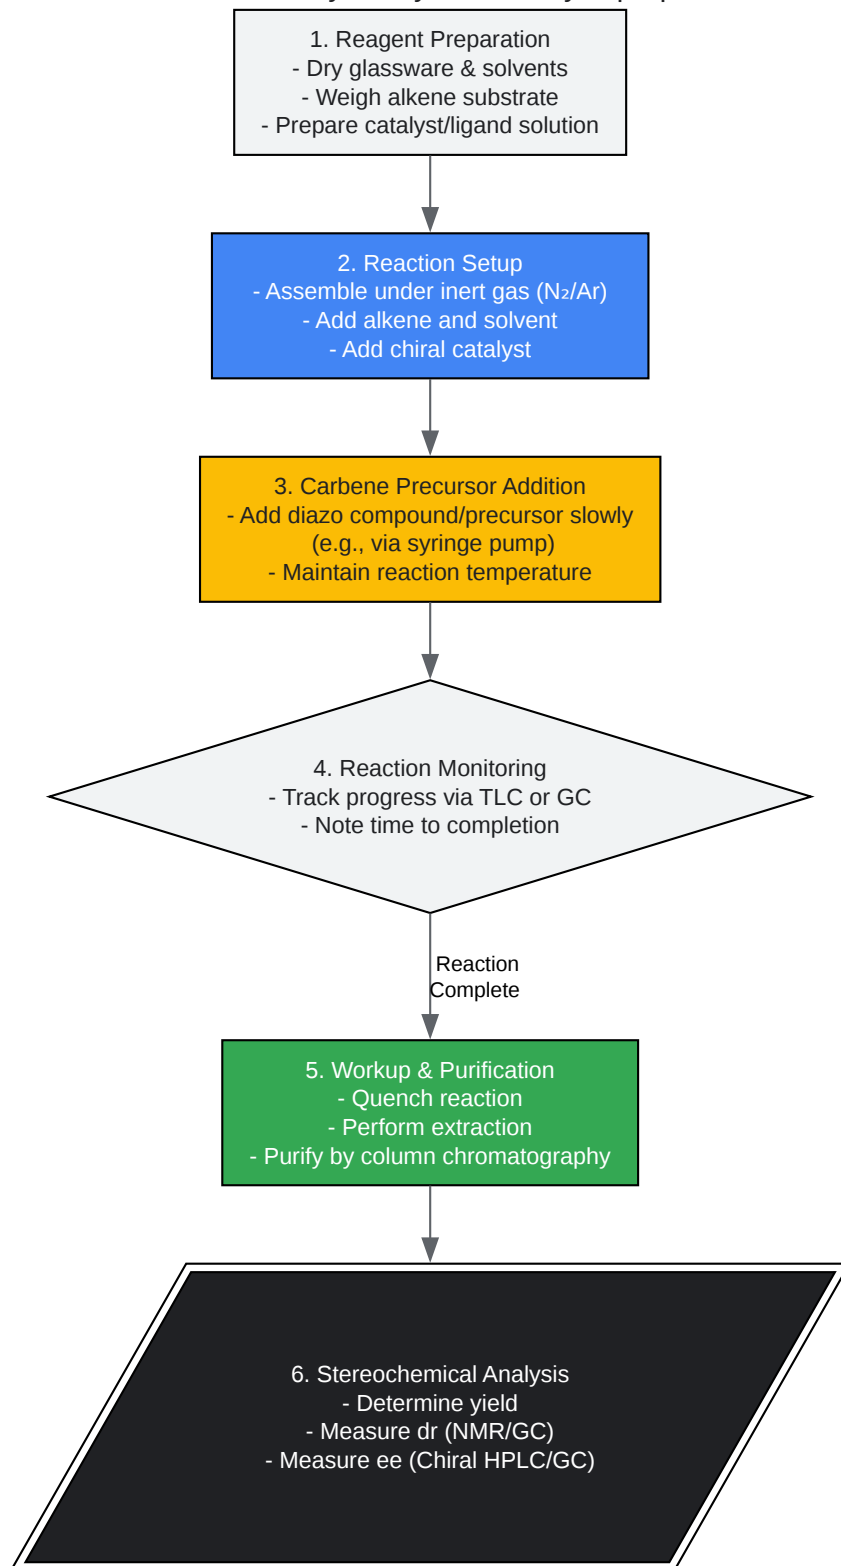 1. Reagent Preparation
- Dry glassware & solvents
- Weigh alkene substrate
- Prepare catalyst/ligand solution
2. Reaction Setup
- Assemble under inert gas (N₂/Ar)
- Add alkene and solvent
- Add chiral catalyst
3. Carbene Precursor Addition
- Add diazo compound/precursor slowly
(e.g., via syringe pump)
- Maintain reaction temperature
4. Reaction Monitoring
- Track progress via TLC or GC
- Note time to completion
Reaction
Complete
5. Workup & Purification
- Quench reaction
- Perform extraction
- Purify by column chromatography
6. Stereochemical Analysis
- Determine yield
- Measure dr (NMR/GC)
- Measure ee (Chiral HPLC/GC)